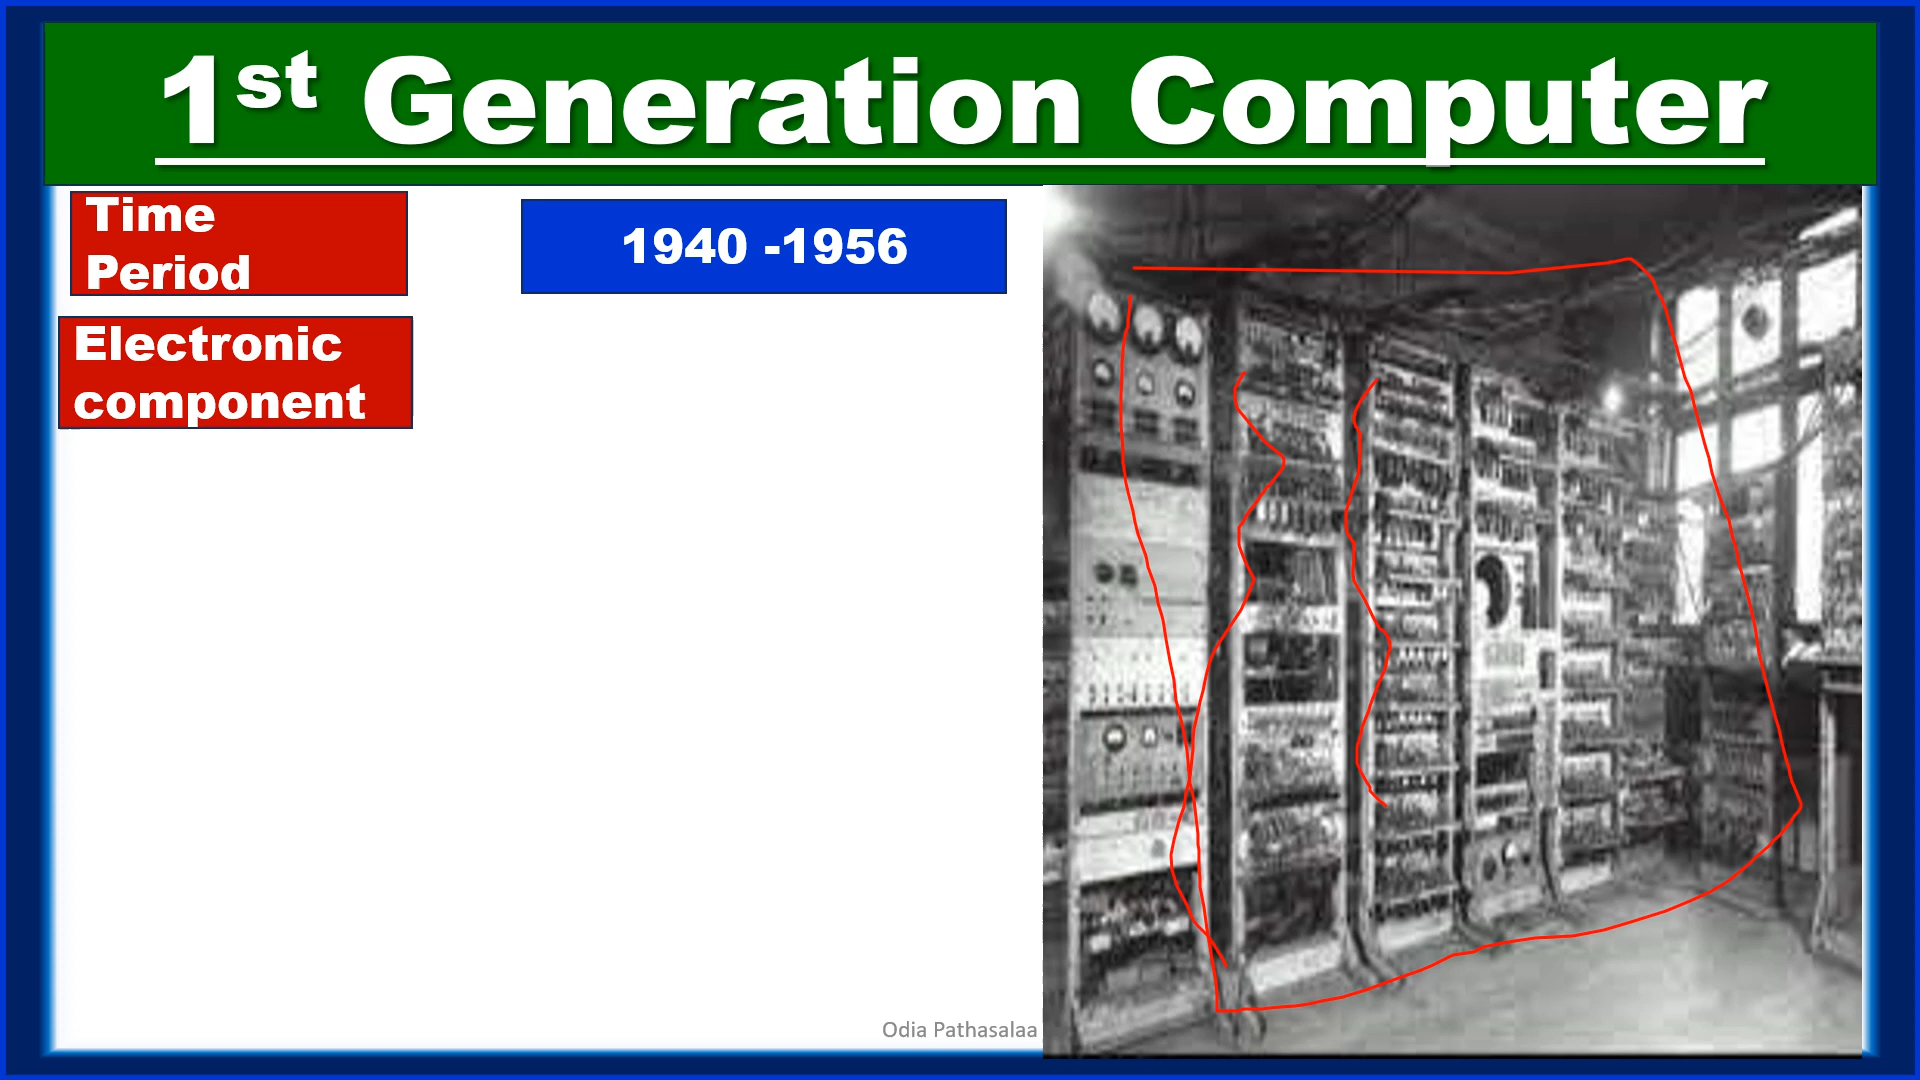 1st Generation Computer
Time
Period
1940 -1956
Electronic
component
Odia Pathasalaa